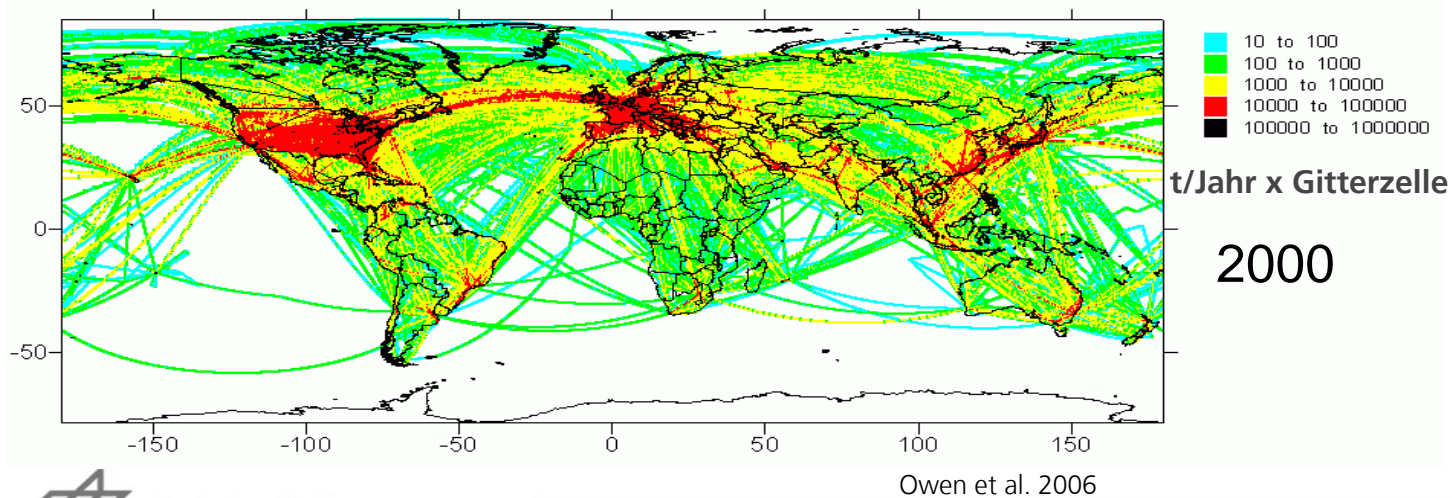 10 to 100
100 to 1000
1000 to 10000
10000 to 100000
100000 to 1000000
t/Jahr x Gitterzelle
2000
50
0
-50
-150 -100 -50 0 50 100 150
Owen et al. 2006